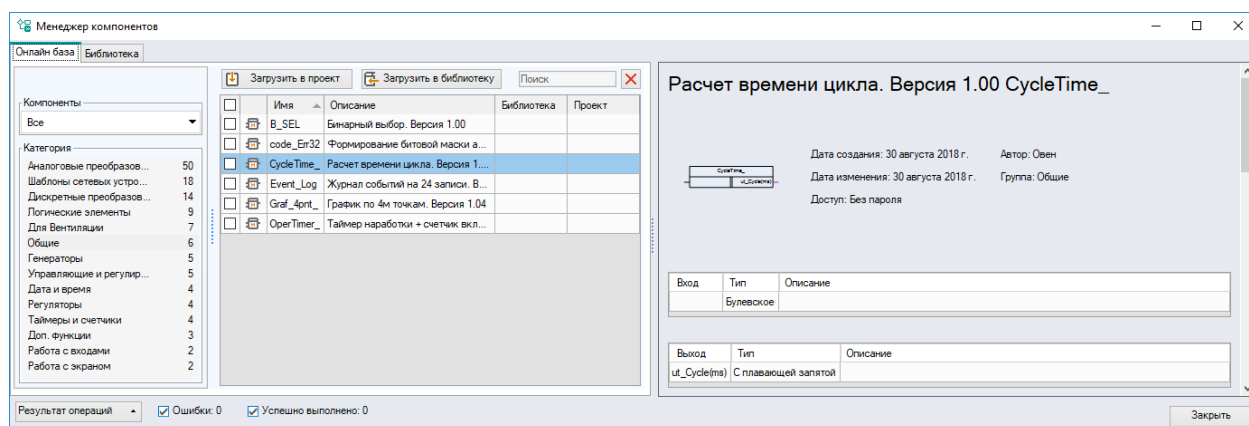 Менеджер компонентов
Онлайн база Библиотека
Компоненты
Все
Категория
Аналоговые преобразов... 50
Шаблоны сетевых устро... 18
Дискретные преобразов... 14
Логические элементы 9
Для Вентиляции 7
Общие 6
Генераторы 5
Управляющие и регулир... 5
Дата и время 4
Регуляторы 4
Таймеры и счетчики 4
Доп. функции 3
Работа с входами 2
Работа с экраном 2
Загрузить в проект Загрузить в библиотеку Поиск
Имя Описание Библиотека Проект
B_SEL Бинарный выбор. Версия 1.00
code_Err32 Формирование битовой маски а...
CycleTime_ Расчет времени цикла. Версия 1....
Event_Log Журнал событий на 24 записи. В...
Graf_4pnt_ График по 4м точкам. Версия 1.04
OperTimer_ Таймер наработки + счетчик вкл...
Расчет времени цикла. Версия 1.00 CycleTime_
CycleTime_
ut_Cycle(ms)
Дата создания: 30 августа 2018 г. Автор: Овен
Дата изменения: 30 августа 2018 г. Группа: Общие
Доступ: Без пароля
Вход Тип Описание
Булевское
Выход Тип Описание
ut_Cycle(ms) С плавающей запятой
Результат операций Ошибки: 0 Успешно выполнено: 0
Закрыть